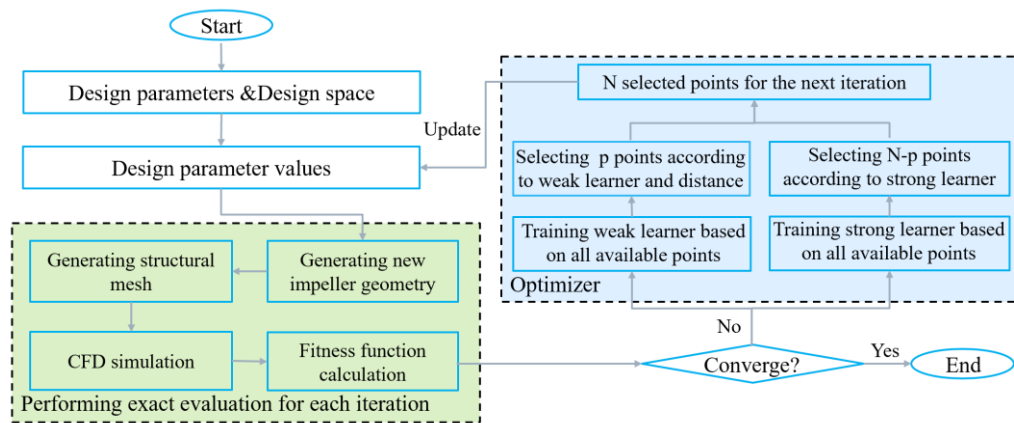 Start
Design parameters &Design space
Design parameter values
Update
N selected points for the next iteration
Selecting p points according
to weak learner and distance
Selecting N-p points
according to strong learner
Training weak learner based
on all available points
Training strong learner based
on all available points
Optimizer
Generating structural
mesh
Generating new
impeller geometry
CFD simulation
Fitness function
calculation
Performing exact evaluation for each iteration
No
Converge?
Yes
End